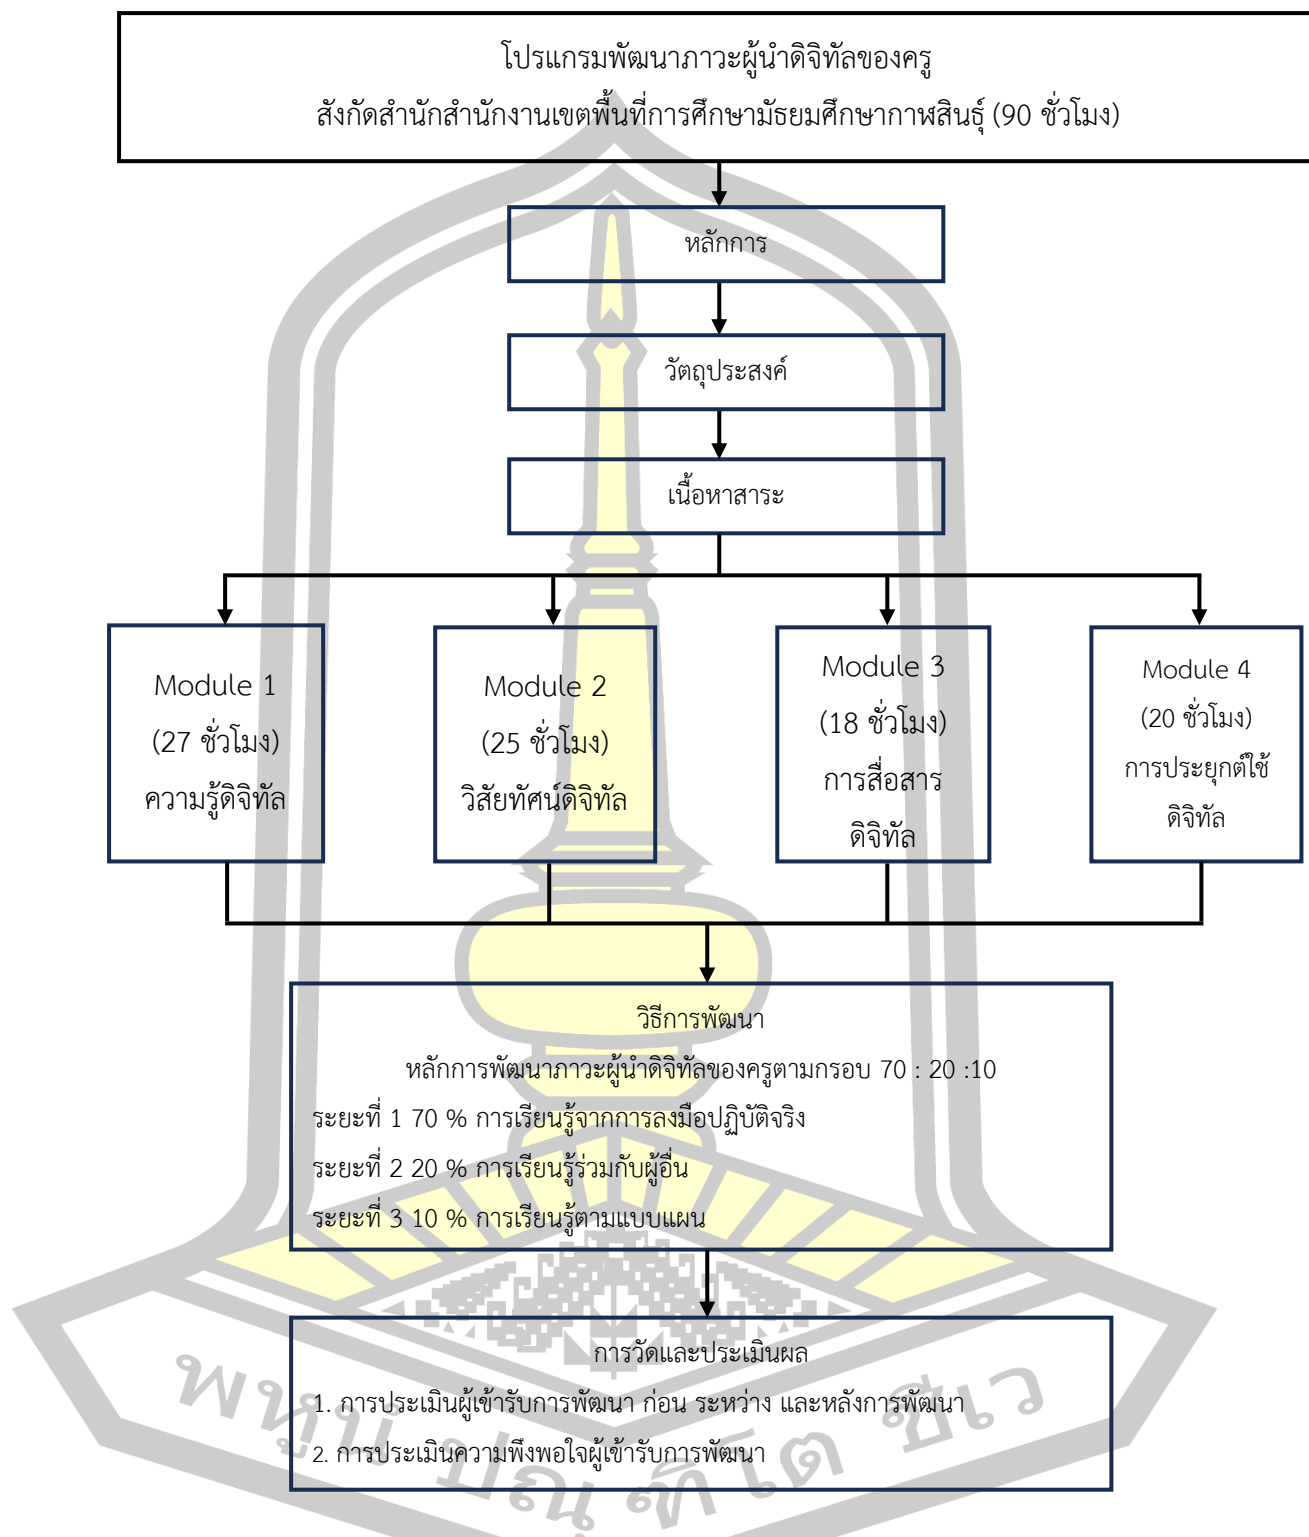 โปรแกรมพัฒนาภาวะผู้นำดิจิทัลของครู
สังกัดสำนักสำนักงานเขตพื้นที่การศึกษามัธยมศึกษากาฬสินธุ์ (90 ชั่วโมง)
หลักการ
วัตถุประสงค์
เนื้อหาสาระ
Module 1
(27 ชั่วโมง)
ความรู้ดิจิทัล
Module 2
(25 ชั่วโมง)
วิสัยทัศน์ดิจิทัล
Module 3
(18 ชั่วโมง)
การสื่อสาร
ดิจิทัล
Module 4
(20 ชั่วโมง)
การประยุกต์ใช้
ดิจิทัล
วิธีการพัฒนา
หลักการพัฒนาภาวะผู้นำดิจิทัลของครูตามกรอบ 70 : 20 :10
ระยะที่ 1 70 % การเรียนรู้จากการลงมือปฏิบัติจริง
ระยะที่ 2 20 % การเรียนรู้ร่วมกับผู้อื่น
ระยะที่ 3 10 % การเรียนรู้ตามแบบแผน
การวัดและประเมินผล
1. การประเมินผู้เข้ารับการพัฒนา ก่อน ระหว่าง และหลังการพัฒนา
2. การประเมินความพึงพอใจผู้เข้ารับการพัฒนา
พหูนํ ปณฺฑิโต ชีเว